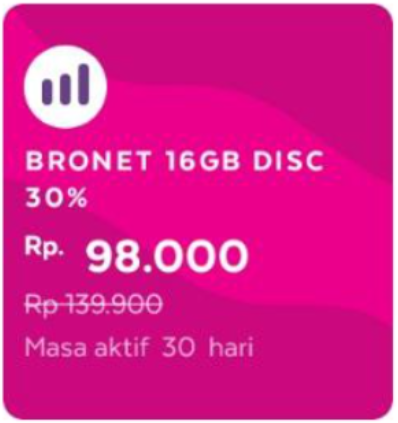 BRONET 16GB DISC
30%
Rp. 98.000
Rp 139.900
Masa aktif 30 hari